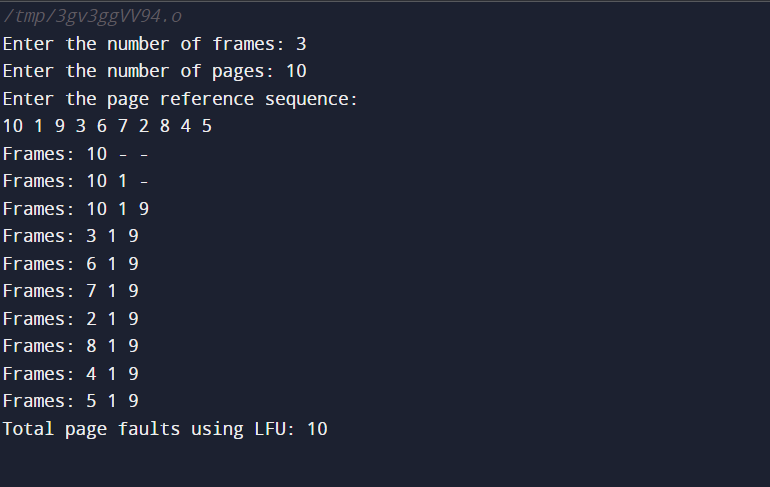 /tmp/3gv3ggVV94.o
Enter the number of frames: 3
Enter the number of pages: 10
Enter the page reference sequence:
10 1 9 3 6 7 2 8 4 5
Frames: 10 - -
Frames: 10 1 -
Frames: 10 1 9
Frames: 3 1 9
Frames: 6 1 9
Frames: 7 1 9
Frames: 2 1 9
Frames: 8 1 9
Frames: 4 1 9
Frames: 5 1 9
Total page faults using LFU: 10